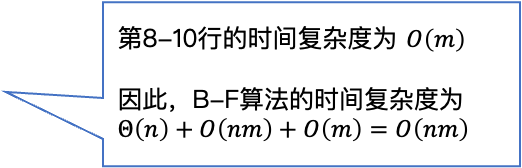 第8–10行的时间复杂度为 O(m)
因此，B–F算法的时间复杂度为
Θ(n) + O(nm) + O(m) = O(nm)